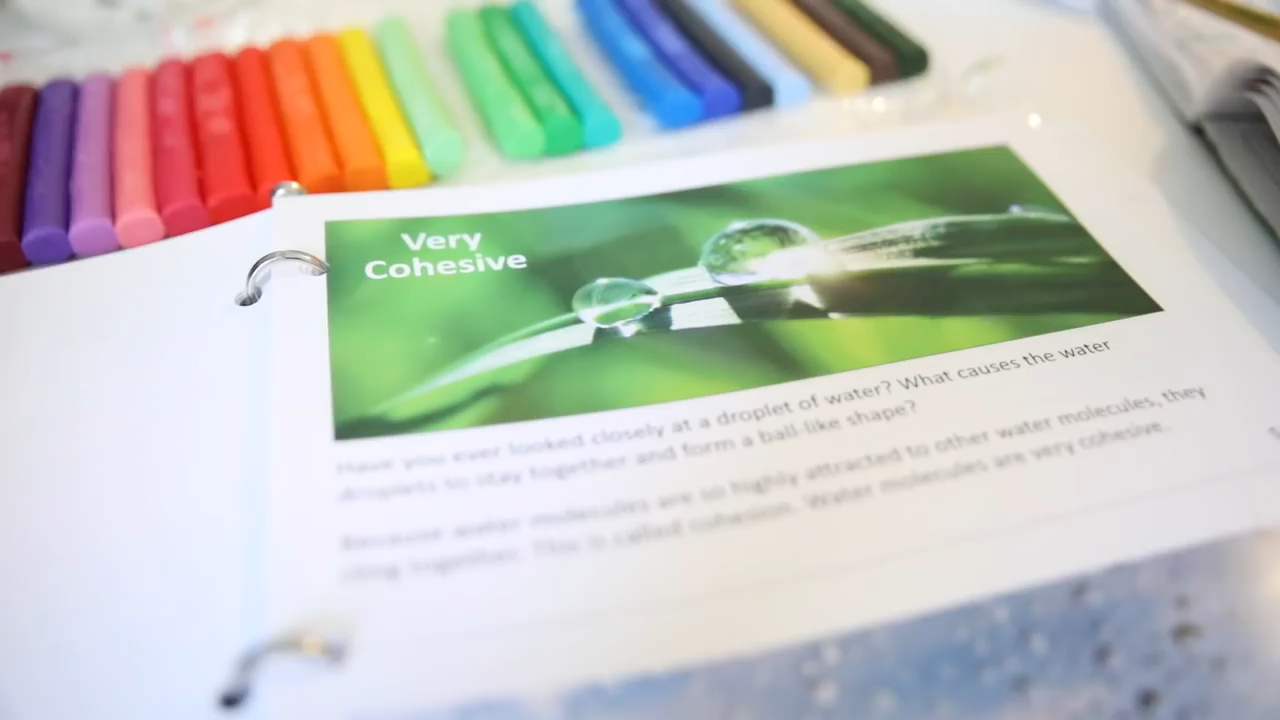 Very
Cohesive
Have you ever looked closely at a droplet of water? What causes the water
droplets to stay together and form a ball-like shape?
Because water molecules are so highly attracted to other water molecules, they
cling together. This is called cohesion. Water molecules are very cohesive.